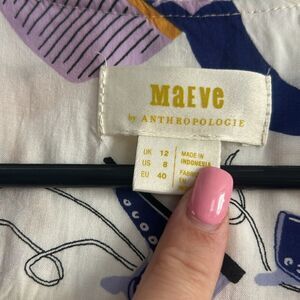 MaEve
by ANTHROPOLOGIE
UK 12
US 8
EU 40
MADE IN
INDONESIA